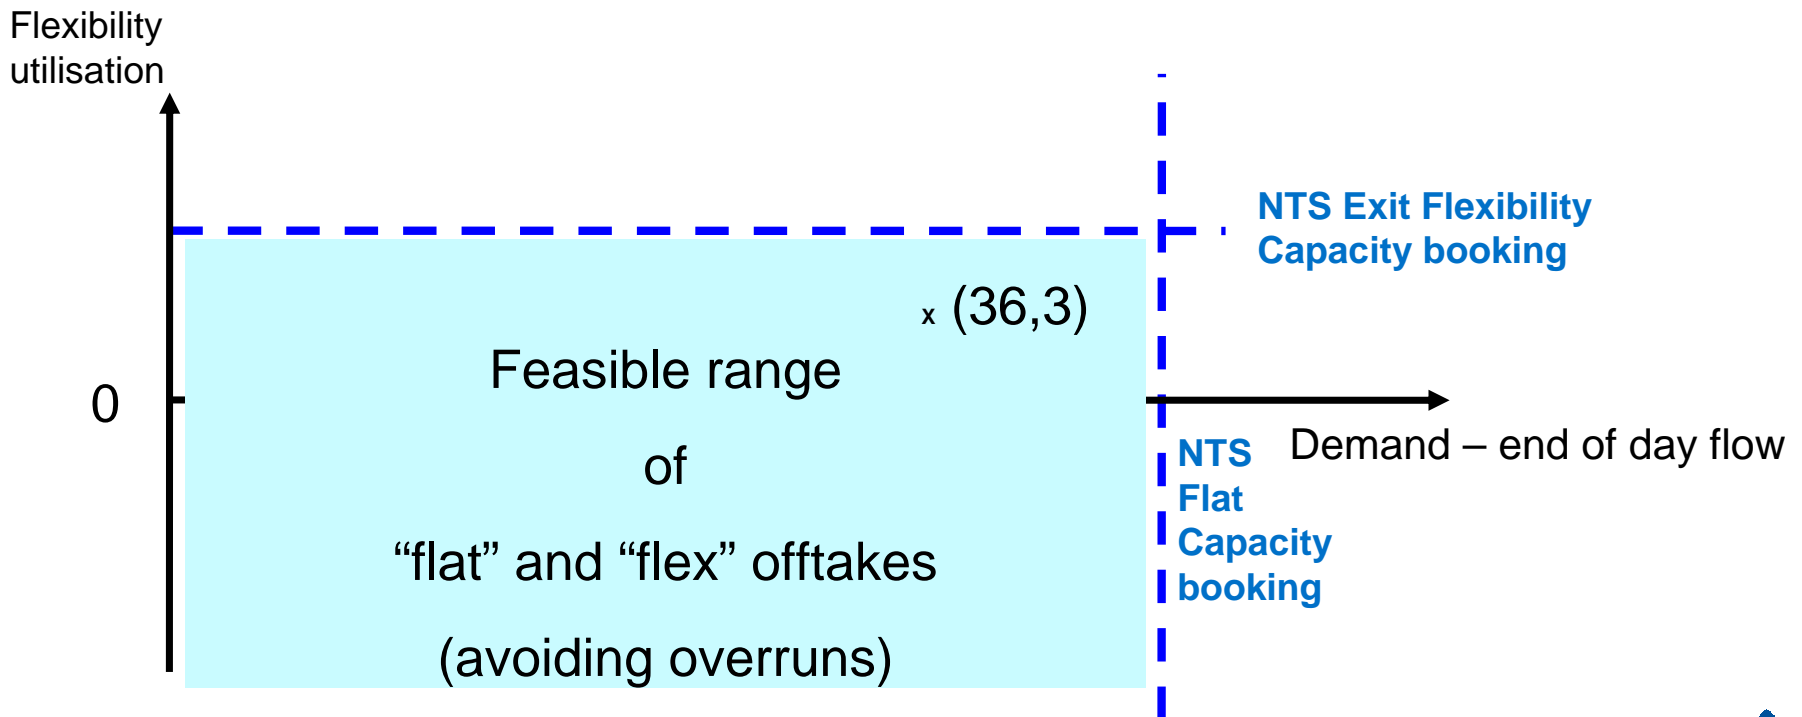 Flexibility
utilisation
NTS Exit Flexibility
Capacity booking
x (36,3)
Feasible range
0
of
“flat” and “flex” offtakes
(avoiding overruns)
Demand – end of day flow
NTS
Flat
Capacity
booking